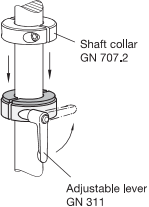 Shaft collar
GN 707.2
Adjustable lever
GN 311